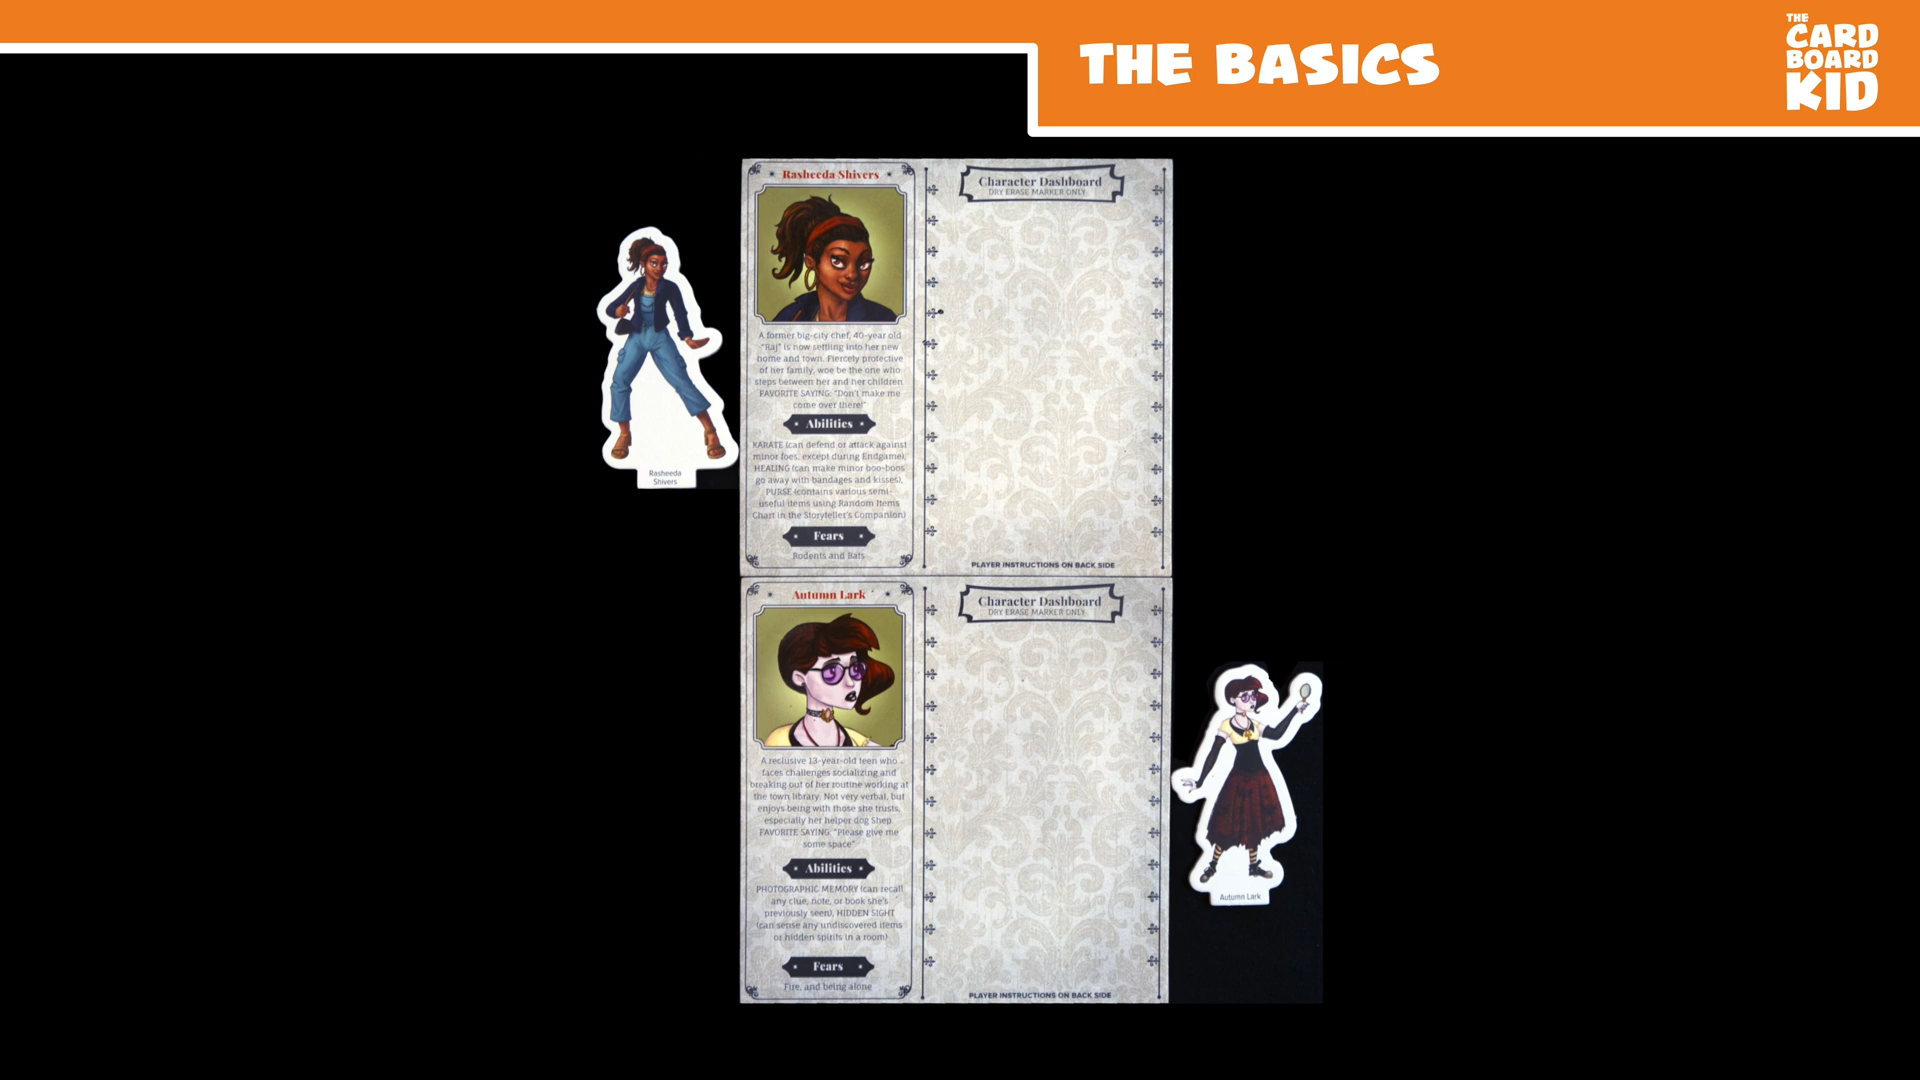 THE BASICS
THE
CARD
BOARD
KID
Rasheeda Shivers
A former big-city chef, 40-year old
"Raj" is now settling into her new
home and town. Fiercely protective
of her family, woe be the one who
steps between her and her children.
FAVORITE SAYING: "Don't make me
come over there!"
Abilities
KARATE (can defend or attack against
minor foes, except during Endgame),
HEALING (can make minor boo-boos
go away with bandages and kisses),
PURSE (contains various semi-
useful items using Random Items
Chart in the Storyteller's Companion)
Fears
Rodents and Bats
Character Dashboard
DRY ERASE MARKER ONLY
PLAYER INSTRUCTIONS ON BACK SIDE
Rasheeda
Shivers
Autumn Lark
A reclusive 13-year-old teen who
faces challenges socializing and
breaking out of her routine working at
the town library. Not very verbal, but
enjoys being with those she trusts,
especially her helper dog Shep.
FAVORITE SAYING: "Please give me
some space"
Abilities
PHOTOGRAPHIC MEMORY (can recall
any clue, note, or book she's
previously seen), HIDDEN SIGHT
(can sense any undiscovered items
or hidden spirits in a room)
Fears
Fire, and being alone
Character Dashboard
DRY ERASE MARKER ONLY
PLAYER INSTRUCTIONS ON BACK SIDE
Autumn Lark